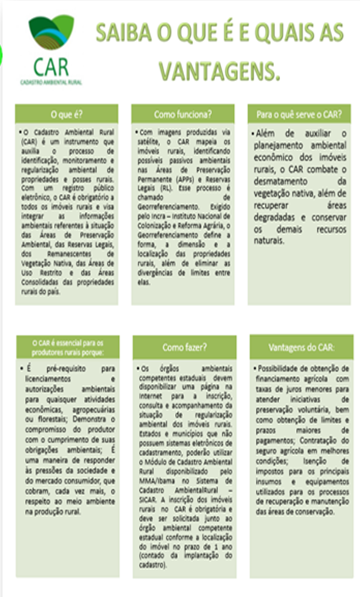 SAIBA O QUE É E QUAIS AS
VANTAGENS.
CAR
CADASTRO AMBIENTAL RURAL
O que é?
• O Cadastro Ambiental Rural
(CAR) é um instrumento que
auxilia o processo de
identificação, monitoramento e
regularização ambiental de
propriedades e posses rurais.
Com um registro público
eletrônico, o CAR é obrigatório a
todos os imóveis rurais e visa
integrar as informações
ambientais referentes à situação
das Áreas de Preservação
Ambiental, das Reservas Legais,
dos Remanescentes de
Vegetação Nativa, das Áreas de
Uso Restrito e das Áreas
Consolidadas das propriedades
rurais do país.
Como funciona?
• Com imagens produzidas via
satélite, o CAR mapeia os
imóveis rurais, identificando
possíveis passivos ambientais
nas Áreas de Preservação
Permanente (APPs) e Reservas
Legais (RL). Esse processo é
chamado de
Georreferenciamento. Exigido
pelo incra – Instituto Nacional de
Colonização e Reforma Agrária, o
Georreferenciamento define a
forma, a dimensão e a
localização das propriedades
rurais, além de eliminar as
divergências de limites entre
elas.
Para o quê serve o CAR?
• Além de auxiliar o
planejamento ambiental
econômico dos imóveis
rurais, o CAR combate o
desmatamento da
vegetação nativa, além de
recuperar áreas
degradadas e conservar
os demais recursos
naturais.
O CAR é essencial para os
produtores rurais porque:
• É pré-requisito para
licenciamentos e
autorizações ambientais
para quaisquer atividades
econômicas, agropecuárias
ou florestais; Demonstra o
compromisso do produtor
com o cumprimento de suas
obrigações ambientais; É
uma maneira de responder
às pressões da sociedade e
do mercado consumidor, que
cobram, cada vez mais, o
respeito ao meio ambiente
na produção rural.
Como fazer?
• Os órgãos ambientais
competentes estaduais devem
disponibilizar uma página na
internet para a inscrição,
consulta e acompanhamento da
situação de regularização
ambiental dos imóveis rurais.
Estados e municípios que não
possuem sistemas eletrônicos de
cadastramento, poderão utilizar
o Módulo de Cadastro Ambiental
Rural disponibilizado pelo
MMA/Ibama no Sistema de
Cadastro AmbientalRural –
SICAR. A inscrição dos imóveis
rurais no CAR é obrigatória e
deve ser solicitada junto ao
órgão ambiental competente
estadual conforme a localização
do imóvel no prazo de 1 ano
(contado da implantação do
cadastro).
Vantagens do CAR:
• Possibilidade de obtenção de
financiamento agrícola com
taxas de juros menores para
atender iniciativas de
preservação voluntária, bem
como obtenção de limites e
prazos maiores de
pagamentos; Contratação do
seguro agrícola em melhores
condições; Isenção de
impostos para os principais
insumos e equipamentos
utilizados para os processos
de recuperação e manutenção
das áreas de conservação.